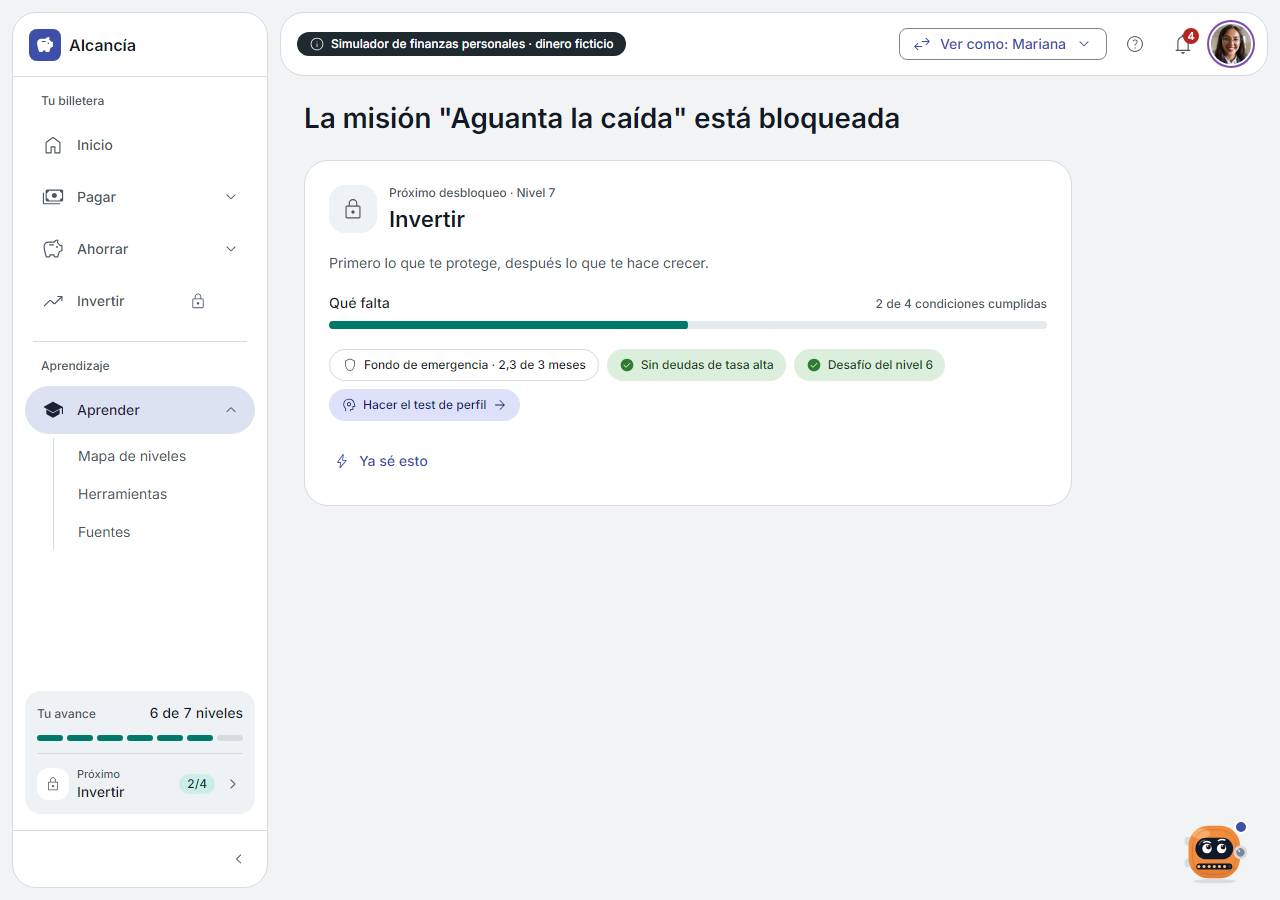 Alcancía
Simulador de finanzas personales · dinero ficticio
Ver como: Mariana
4
Tu billetera
Inicio
Pagar
Ahorrar
Invertir
Aprendizaje
Aprender
Mapa de niveles
Herramientas
Fuentes
Tu avance
6 de 7 niveles
Próximo
Invertir
2/4
La misión "Aguanta la caída" está bloqueada
Próximo desbloqueo · Nivel 7
Invertir
Primero lo que te protege, después lo que te hace crecer.
Qué falta
2 de 4 condiciones cumplidas
Fondo de emergencia · 2,3 de 3 meses
Sin deudas de tasa alta
Desafío del nivel 6
Hacer el test de perfil
Ya sé esto